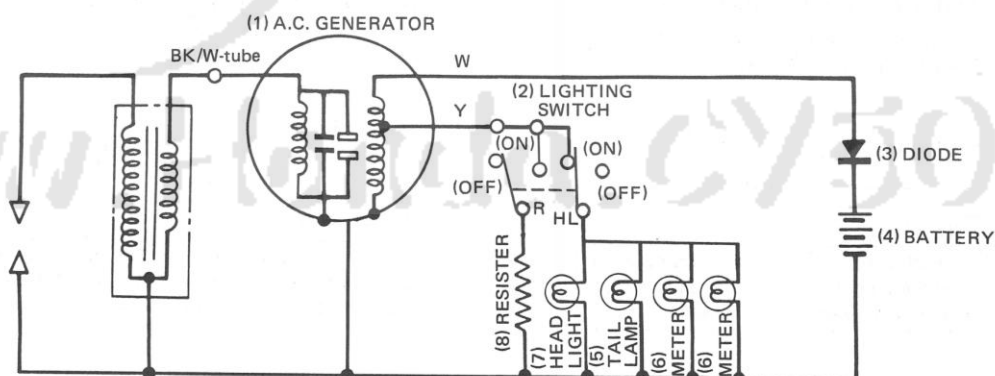 (1) A.C. GENERATOR
BK/W-tube
W
(2) LIGHTING
SWITCH
Y
(ON)
(ON)
(3) DIODE
(OFF)
(OFF)
R
HL
(4) BATTERY
(8) RESISTER
(7) HEAD
LIGHT
(5) TAIL
LAMP
(6) METER
(6) METER
CY50